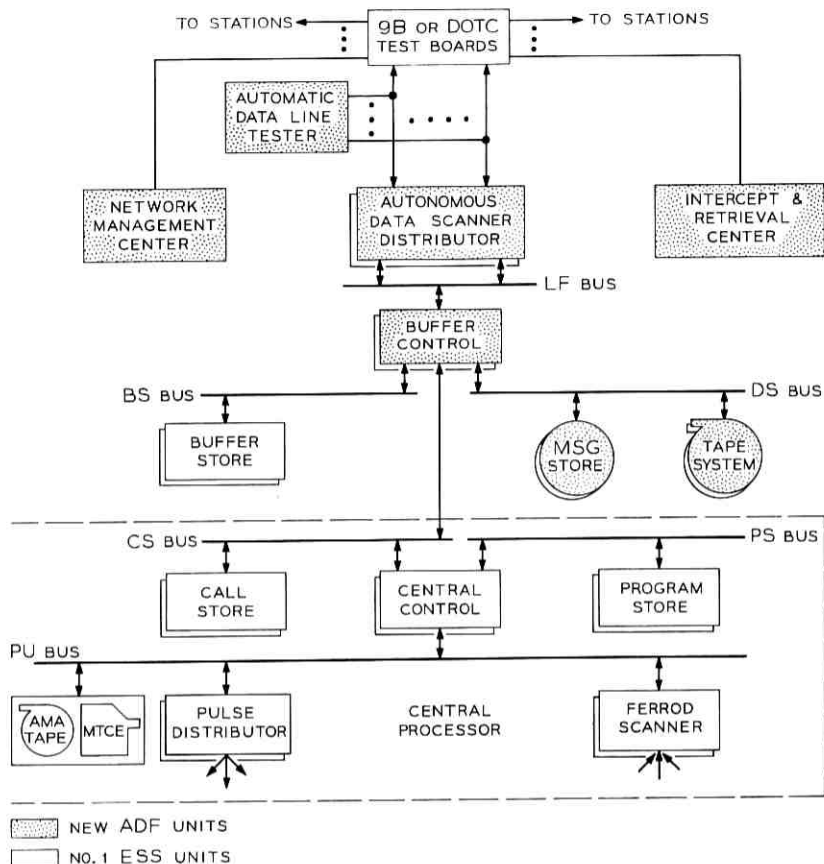 TO STATIONS
9B OR DOTC
TEST BOARDS
TO STATIONS
AUTOMATIC
DATA LINE
TESTER
NETWORK
MANAGEMENT
CENTER
AUTONOMOUS
DATA SCANNER
DISTRIBUTOR
INTERCEPT &
RETRIEVAL
CENTER
LF BUS
BUFFER
CONTROL
BS BUS
DS BUS
BUFFER
STORE
MSG
STORE
TAPE
SYSTEM
CS BUS
PS BUS
CALL
STORE
CENTRAL
CONTROL
PROGRAM
STORE
PU BUS
AMA
TAPE
MTCE
PULSE
DISTRIBUTOR
CENTRAL
PROCESSOR
FERROD
SCANNER
NEW ADF UNITS
NO. 1 ESS UNITS